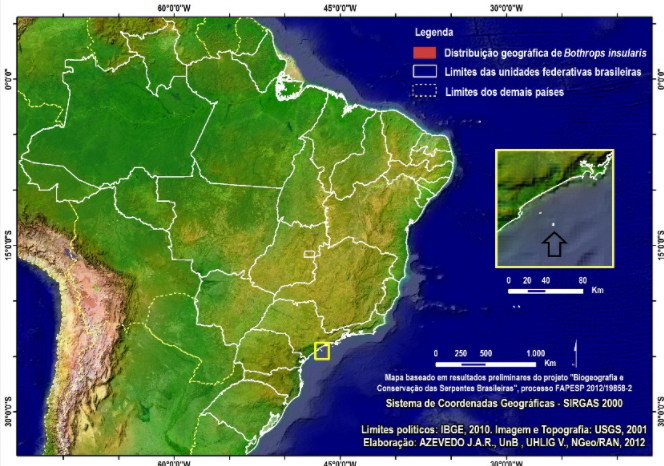 60°0'0"W 45°0'0"W 30°0'0"W
Legenda
Distribuição geográfica de Bothrops insularis
Limites das unidades federativas brasileiras
Limites dos demais países
0°0'0"
0°0'0"
15°0'0"S
15°0'0"S
30°0'0"S
30°0'0"S
0 20 40 80
Km
0 250 500 1.000
Km
Mapa baseado em resultados preliminares do projeto "Biogeografia e
Conservação das Serpentes Brasileiras", processo FAPESP 2012/19858-2
Sistema de Coordenadas Geográficas - SIRGAS 2000
Limites políticos: IBGE, 2010. Imagem e Topografia: USGS, 2001
Elaboração: AZEVEDO J.A.R., UnB , UHLIG V., NGeo/RAN, 2012
60°0'0"W 45°0'0"W 30°0'0"W